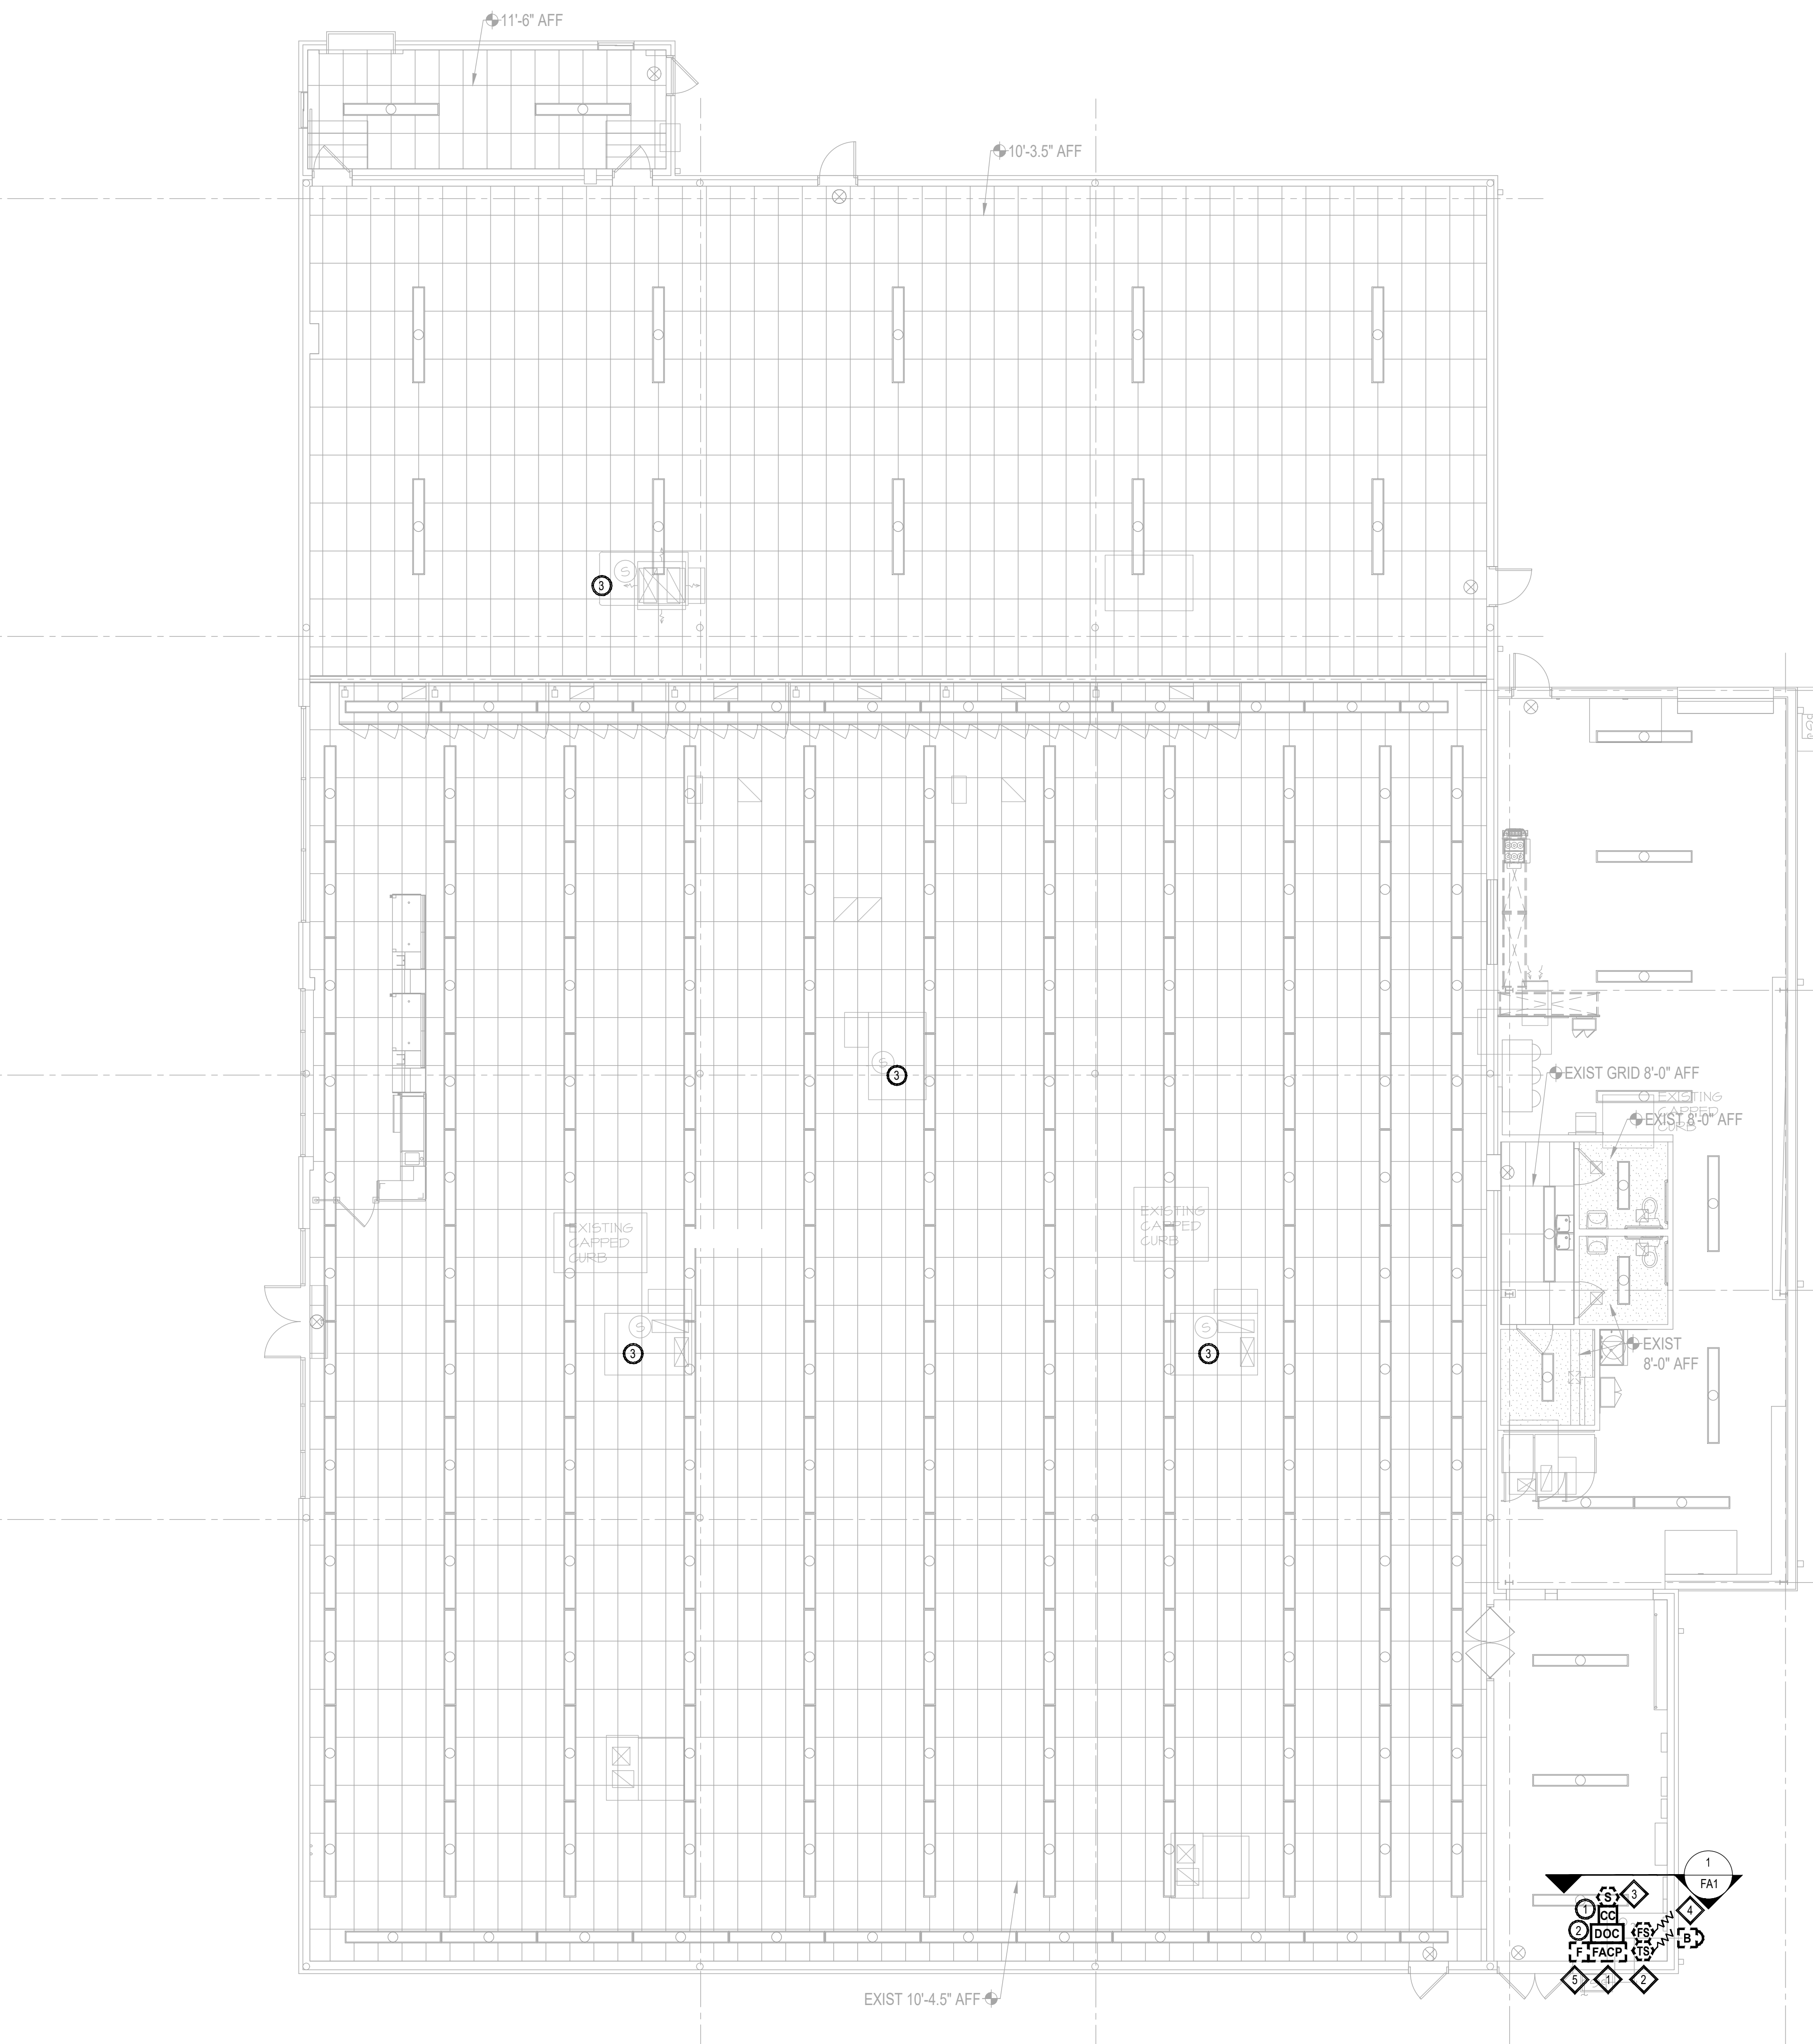 11'-6" AFF
10'-3.5" AFF
S
3
EXIST GRID 8'-0" AFF
S
3
EXISTING
CAPPED
CURB
EXIST 8'-0" AFF
EXISTING
CAPPED
CURB
EXISTING
CAPPED
CURB
S
3
S
3
EXIST
8'-0" AFF
1
FA1
S
3
1
CC
4
2
DOC
FS
B
F
FACP
TS
5
1
2
EXIST 10'-4.5" AFF